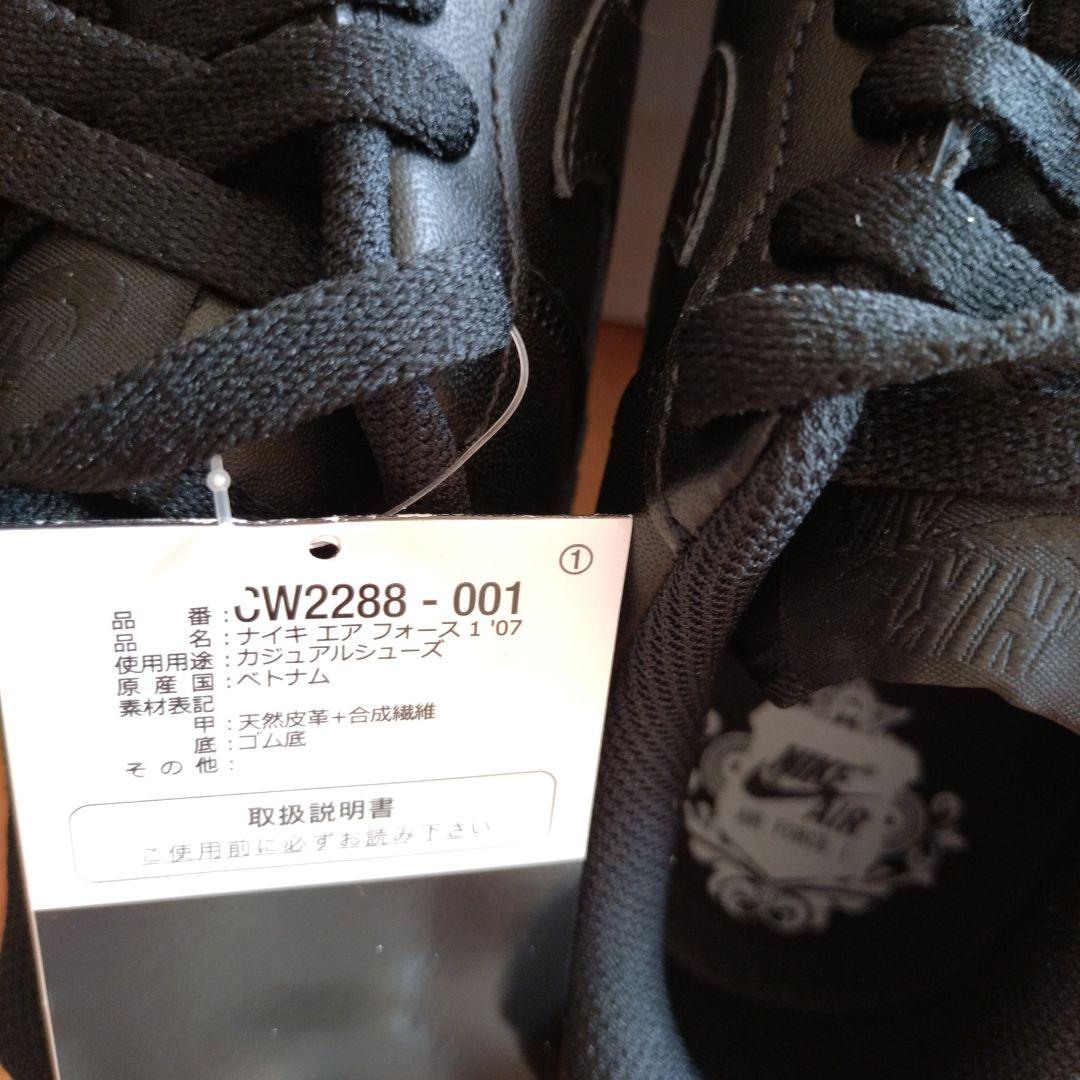 ①
品番:CW2288 - 001
品名:ナイキ エア フォース 1 '07
使用用途:カジュアルシューズ
原産国:ベトナム
素材表記
甲:天然皮革+合成繊維
底:ゴム底
その他:
取扱説明書
ご使用前に必ずお読み下さい
NIKE
AIR
AIR FORCE